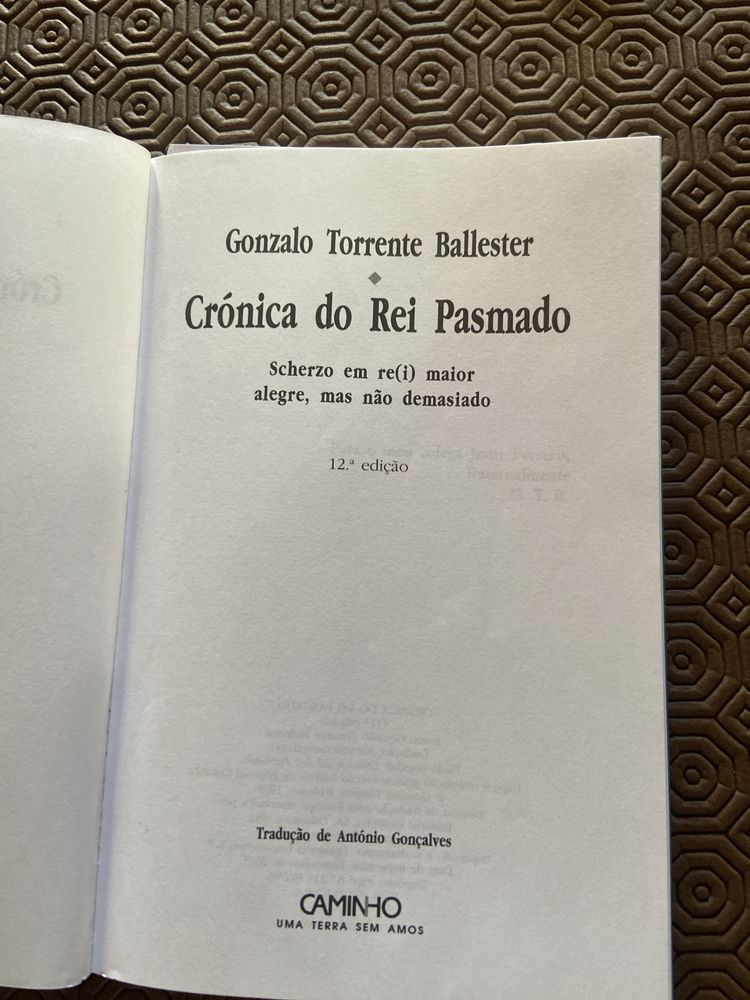 Gonzalo Torrente Ballester
Crónica do Rei Pasmado
Scherzo em re(i) maior
alegre, mas não demasiado
12.ª edição
Tradução de António Gonçalves
CAMINHO
UMA TERRA SEM AMOS